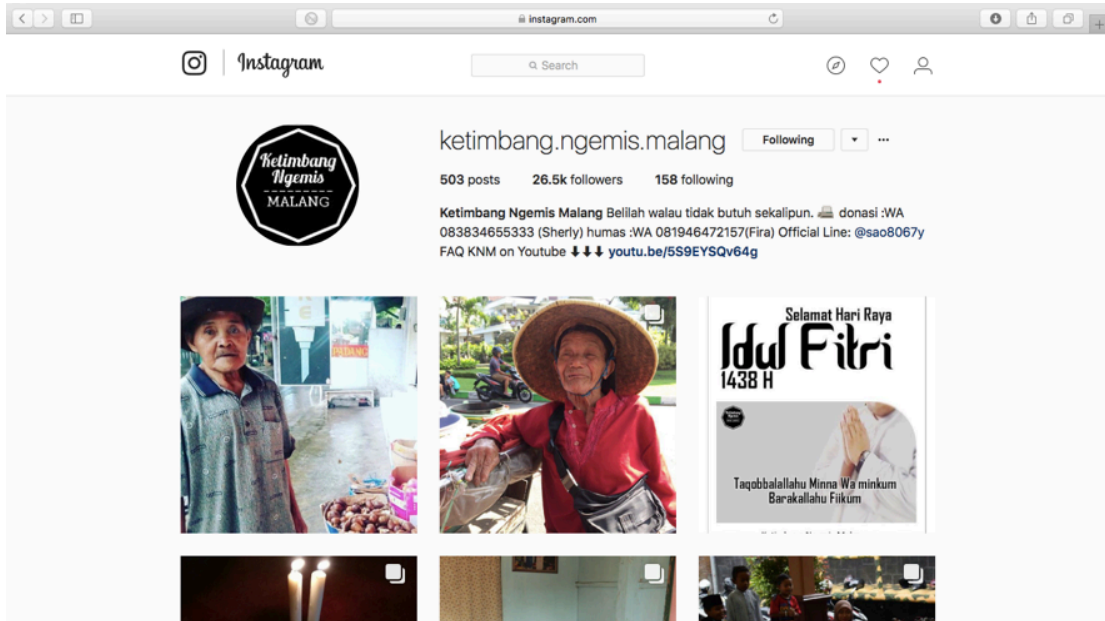 instagram.com
Instagram
Search
Ketimbang
Ngemis
MALANG
ketimbang.ngemis.malang Following
503 posts 26.5k followers 158 following
Ketimbang Ngemis Malang Belilah walau tidak butuh sekalipun. 📠 donasi :WA
083834655333 (Sherly) humas :WA 081946472157(Fira) Official Line: @sao8067y
FAQ KNM on Youtube ⬇⬇⬇ youtu.be/5S9EYSQv64g
PADANG
Selamat Hari Raya
Idul Fitri
1438 H
Taqobbalallahu Minna Wa minkum
Barakallahu Fiikum